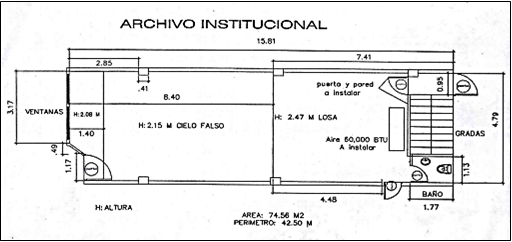 ARCHIVO INSTITUCIONAL
15.81
2.85
7.41
.41
puerta y pared
a instalar
0.95
8.40
3.17
VENTANAS
H: 2.08 M
H: 2.15 M CIELO FALSO
H: 2.47 M LOSA
4.79
1.40
Aire 60,000 BTU
A instalar
GRADAS
.49
1.17
1.13
4.48
BAÑO
1.77
H: ALTURA
AREA: 74.56 M2
PERIMETRO: 42.50 M